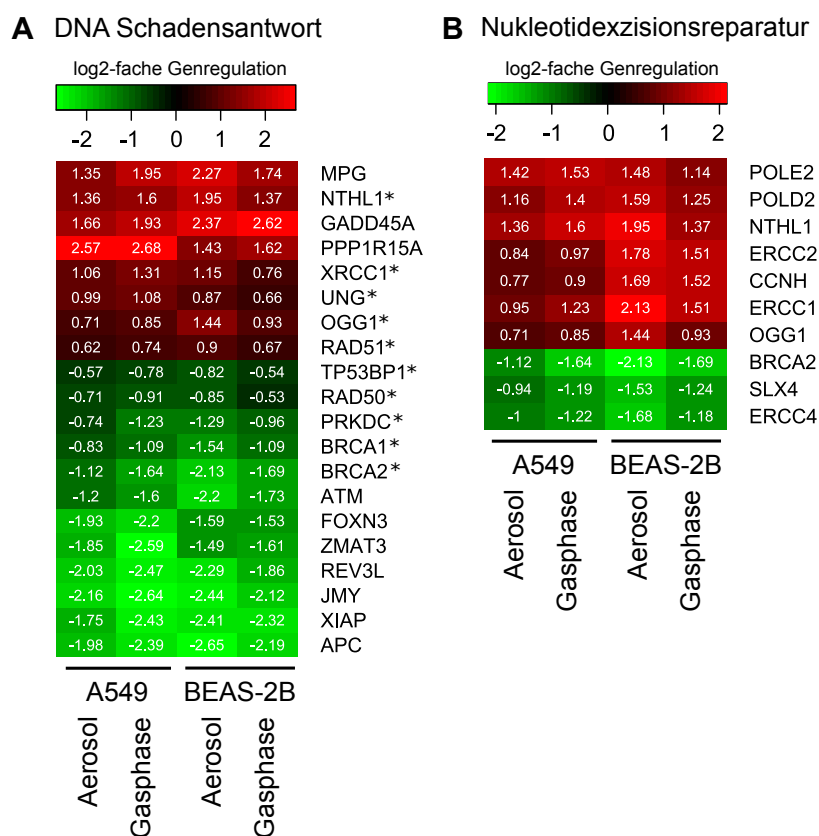 A DNA Schadensantwort
log2-fache Genregulation
-2 -1 0 1 2
1.35 1.95 2.27 1.74 MPG
1.36 1.6 1.95 1.37 NTHL1*
1.66 1.93 2.37 2.62 GADD45A
2.57 2.68 1.43 1.62 PPP1R15A
1.06 1.31 1.15 0.76 XRCC1*
0.99 1.08 0.87 0.66 UNG*
0.71 0.85 1.44 0.93 OGG1*
0.62 0.74 0.9 0.67 RAD51*
-0.57 -0.78 -0.82 -0.54 TP53BP1*
-0.71 -0.91 -0.85 -0.53 RAD50*
-0.74 -1.23 -1.29 -0.96 PRKDC*
-0.83 -1.09 -1.54 -1.09 BRCA1*
-1.12 -1.64 -2.13 -1.69 BRCA2*
-1.2 -1.6 -2.2 -1.73 ATM
-1.93 -2.2 -1.59 -1.53 FOXN3
-1.85 -2.59 -1.49 -1.61 ZMAT3
-2.03 -2.47 -2.29 -1.86 REV3L
-2.16 -2.64 -2.44 -2.12 JMY
-1.75 -2.43 -2.41 -2.32 XIAP
-1.98 -2.39 -2.65 -2.19 APC
A549 BEAS-2B
Aerosol Gasphase Aerosol Gasphase
B Nukleotidexzisionsreparatur
log2-fache Genregulation
-2 -1 0 1 2
1.42 1.53 1.48 1.14 POLE2
1.16 1.4 1.59 1.25 POLD2
1.36 1.6 1.95 1.37 NTHL1
0.84 0.97 1.78 1.51 ERCC2
0.77 0.9 1.69 1.52 CCNH
0.95 1.23 2.13 1.51 ERCC1
0.71 0.85 1.44 0.93 OGG1
-1.12 -1.64 -2.13 -1.69 BRCA2
-0.94 -1.19 -1.53 -1.24 SLX4
-1 -1.22 -1.68 -1.18 ERCC4
A549 BEAS-2B
Aerosol Gasphase Aerosol Gasphase